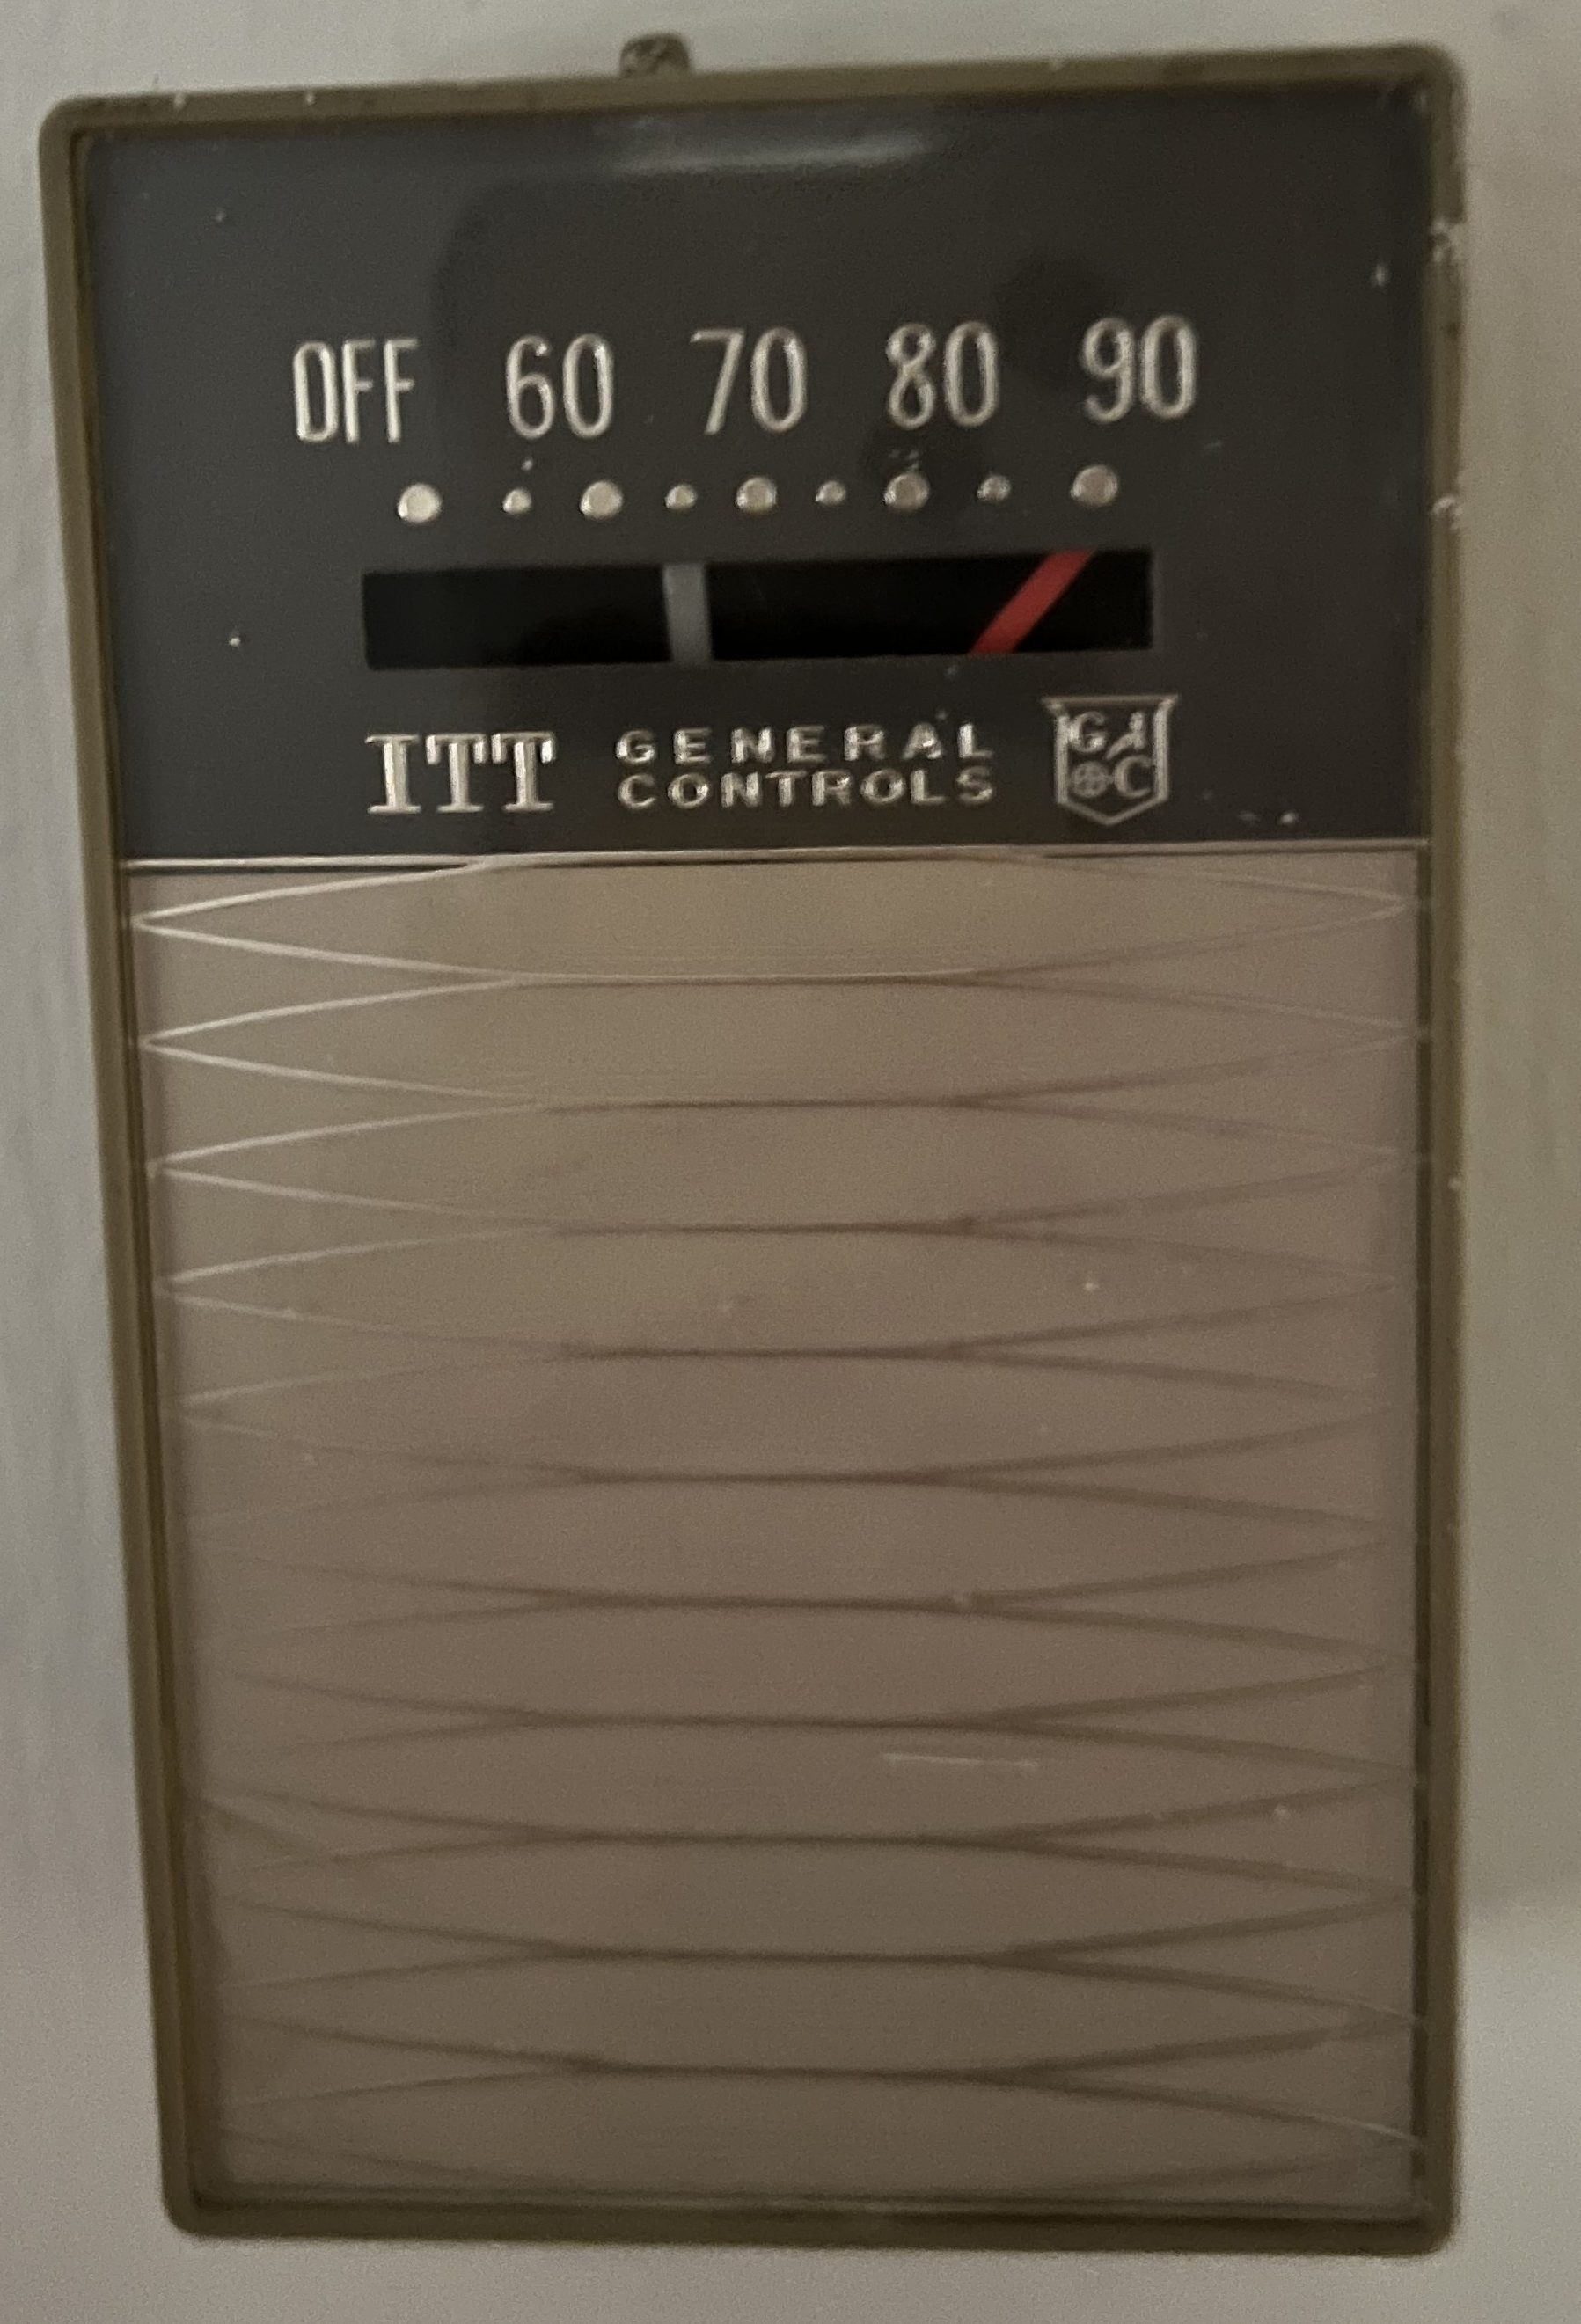 OFF 60 70 80 90
ITT GENERAL
CONTROLS